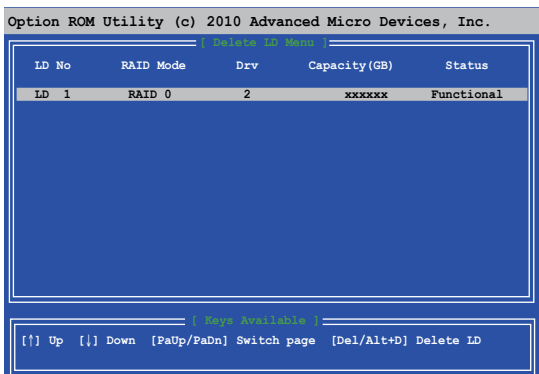 Option ROM Utility (c) 2010 Advanced Micro Devices, Inc.
[ Delete LD Menu ]
LD No RAID Mode Drv Capacity(GB) Status
LD 1 RAID 0 2 xxxxxx Functional
[ Keys Available ]
[↑] Up [↓] Down [PaUp/PaDn] Switch page [Del/Alt+D] Delete LD